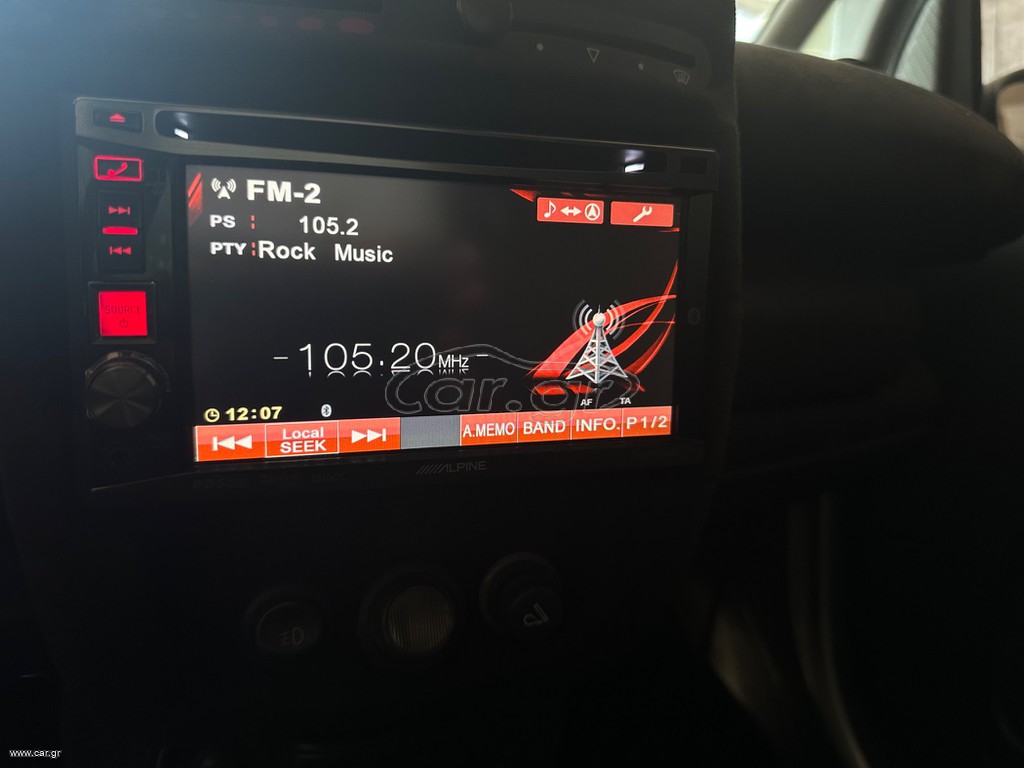 FM-2
PS : 105.2
PTY : Rock Music
SOURCE
-105.20MHz-
Car.gr
AF TA
12:07
Local SEEK A.MEMO BAND INFO. P1/2
ALPINE
www.car.gr